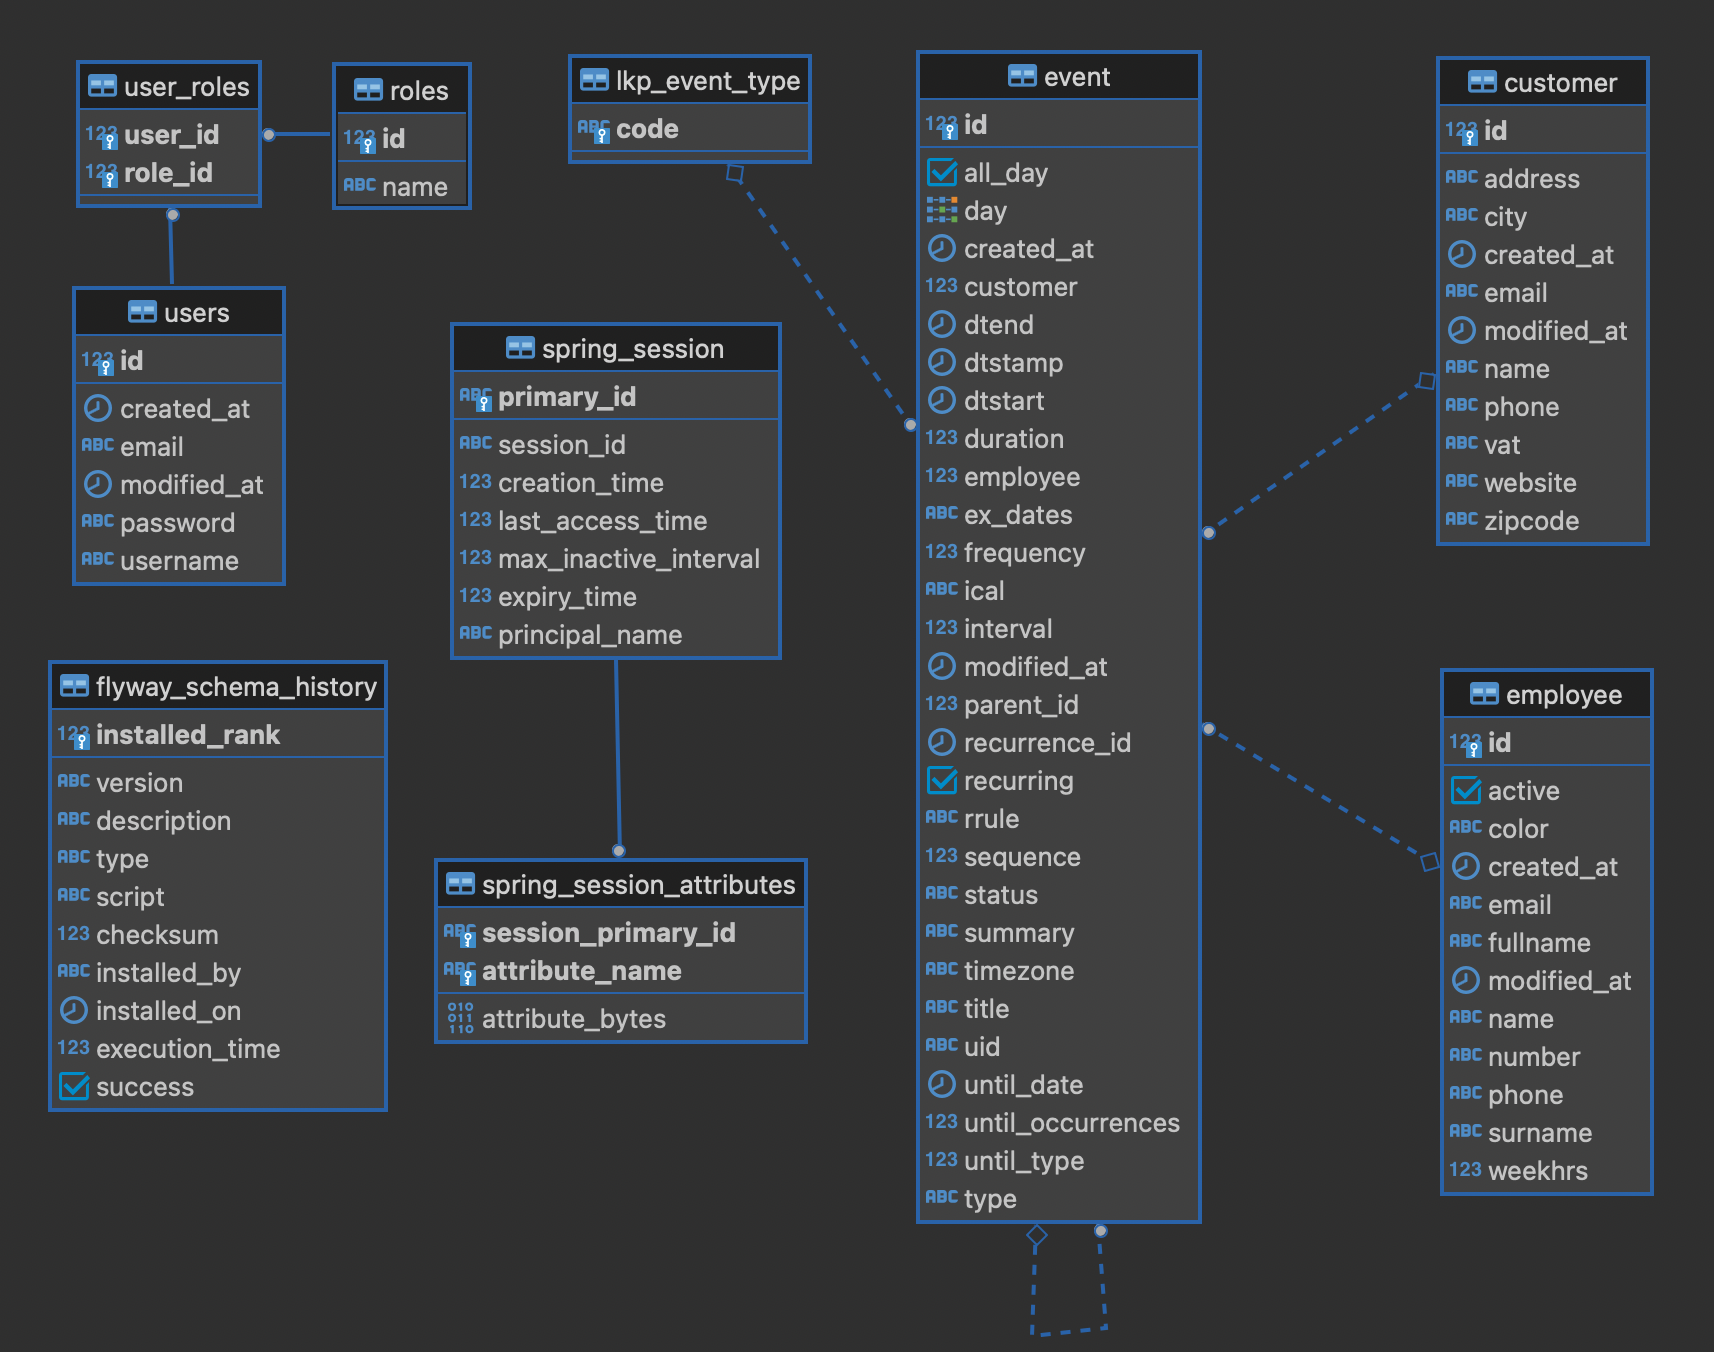 user_roles
123 user_id
123 role_id
roles
123 id
ABC name
users
123 id
created_at
ABC email
modified_at
ABC password
ABC username
flyway_schema_history
123 installed_rank
ABC version
ABC description
ABC type
ABC script
123 checksum
ABC installed_by
installed_on
123 execution_time
success
lkp_event_type
ABC code
spring_session
ABC primary_id
ABC session_id
123 creation_time
123 last_access_time
123 max_inactive_interval
123 expiry_time
ABC principal_name
spring_session_attributes
ABC session_primary_id
ABC attribute_name
010
011
110
attribute_bytes
event
123 id
all_day
day
created_at
123 customer
dtend
dtstamp
dtstart
123 duration
123 employee
ABC ex_dates
123 frequency
ABC ical
123 interval
modified_at
123 parent_id
recurrence_id
recurring
ABC rrule
123 sequence
ABC status
ABC summary
ABC timezone
ABC title
ABC uid
until_date
123 until_occurrences
123 until_type
ABC type
customer
123 id
ABC address
ABC city
created_at
ABC email
modified_at
ABC name
ABC phone
ABC vat
ABC website
ABC zipcode
employee
123 id
active
ABC color
created_at
ABC email
ABC fullname
modified_at
ABC name
ABC number
ABC phone
ABC surname
123 weekhrs